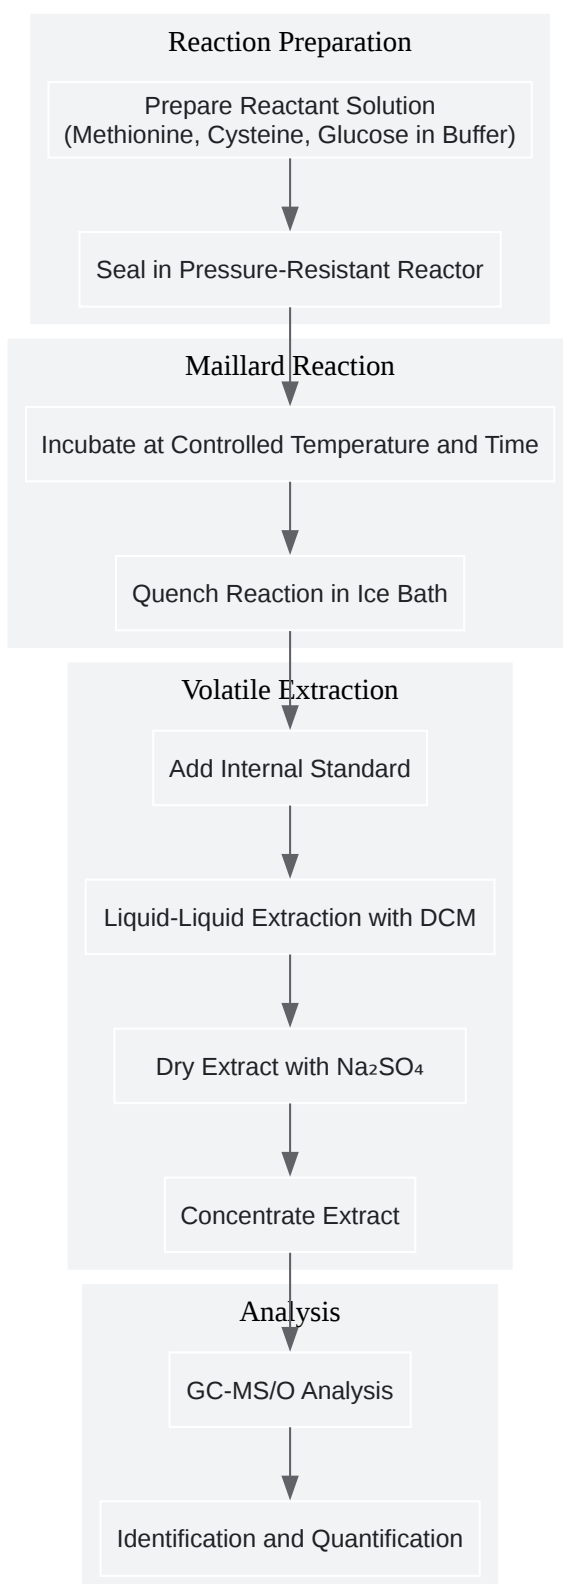 Reaction Preparation
Prepare Reactant Solution
(Methionine, Cysteine, Glucose in Buffer)
Seal in Pressure-Resistant Reactor
Maillard Reaction
Incubate at Controlled Temperature and Time
Quench Reaction in Ice Bath
Volatile Extraction
Add Internal Standard
Liquid-Liquid Extraction with DCM
Dry Extract with Na₂SO₄
Concentrate Extract
Analysis
GC-MS/O Analysis
Identification and Quantification